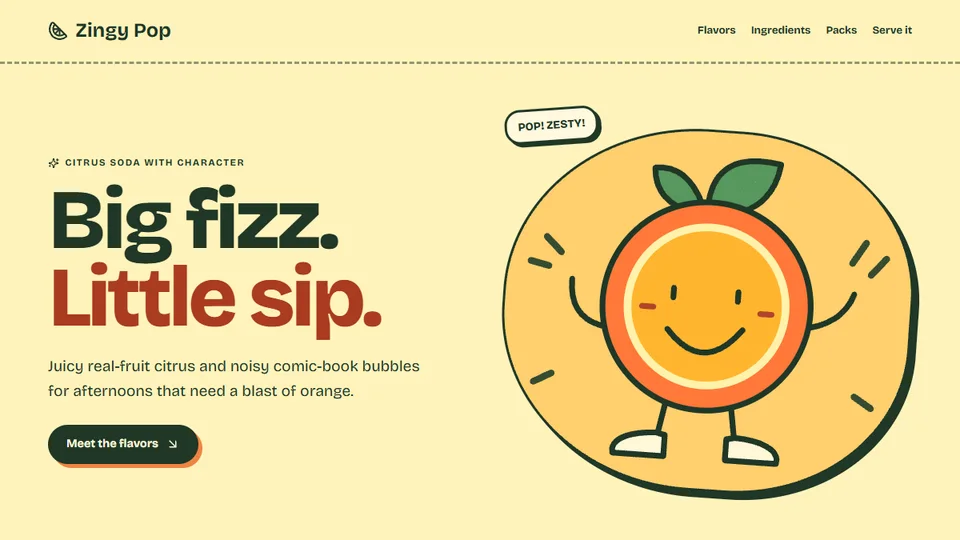 Zingy Pop
Flavors Ingredients Packs Serve it
POP! ZESTY!
CITRUS SODA WITH CHARACTER
Big fizz.
Little sip.
Juicy real-fruit citrus and noisy comic-book bubbles
for afternoons that need a blast of orange.
Meet the flavors